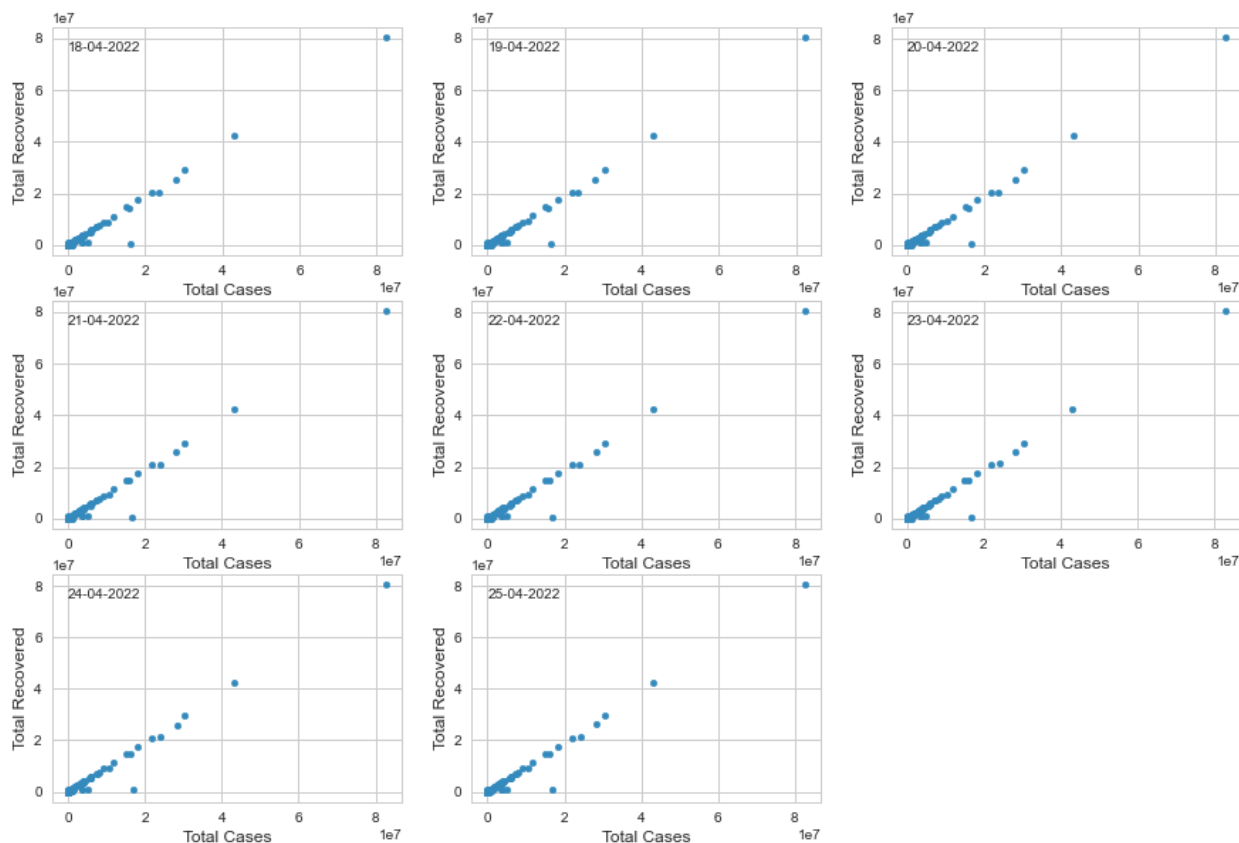 1e7
18-04-2022
Total Recovered
8
6
4
2
0
0 2 4 6 8
Total Cases
1e7
1e7
19-04-2022
Total Recovered
8
6
4
2
0
0 2 4 6 8
Total Cases
1e7
1e7
20-04-2022
Total Recovered
8
6
4
2
0
0 2 4 6 8
Total Cases
1e7
1e7
21-04-2022
Total Recovered
8
6
4
2
0
0 2 4 6 8
Total Cases
1e7
1e7
22-04-2022
Total Recovered
8
6
4
2
0
0 2 4 6 8
Total Cases
1e7
1e7
23-04-2022
Total Recovered
8
6
4
2
0
0 2 4 6 8
Total Cases
1e7
1e7
24-04-2022
Total Recovered
8
6
4
2
0
0 2 4 6 8
Total Cases
1e7
1e7
25-04-2022
Total Recovered
8
6
4
2
0
0 2 4 6 8
Total Cases
1e7